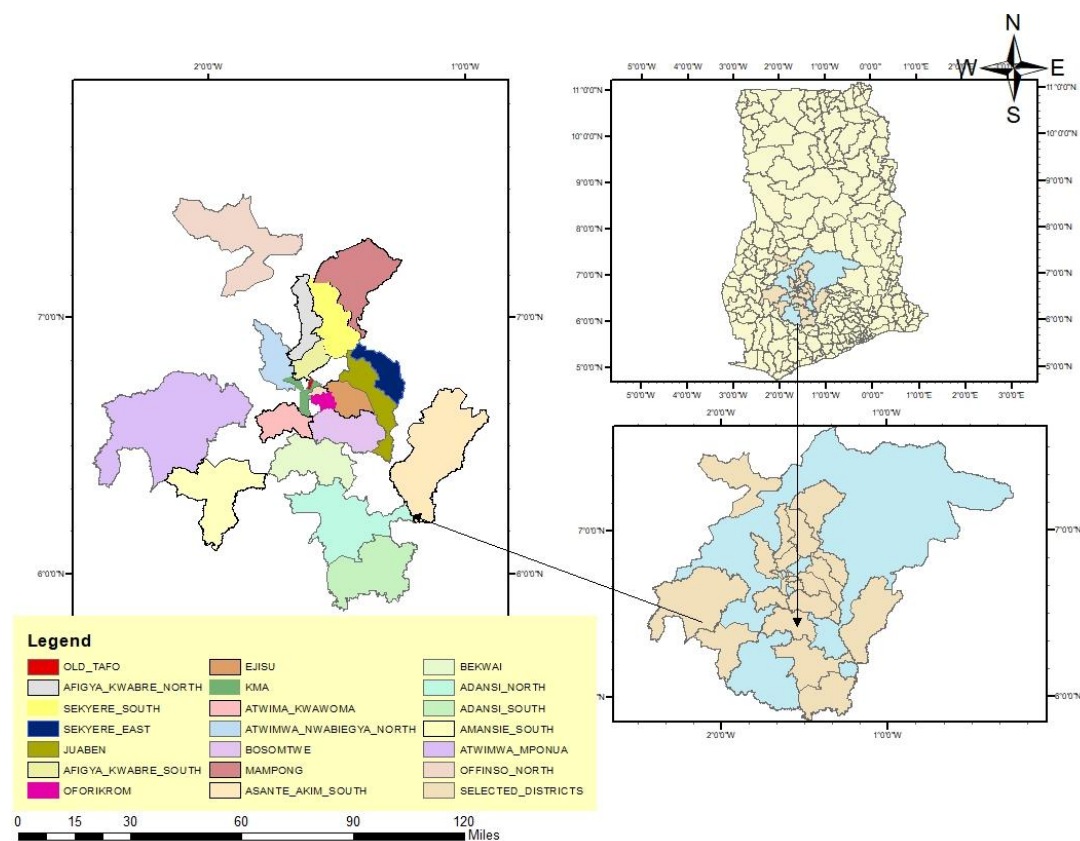 N
W E
S
2°0'0"W 1°0'0"W
7°0'0"N 7°0'0"N
6°0'0"N 6°0'0"N
5°0'0"W 4°0'0"W 3°0'0"W 2°0'0"W 1°0'0"W 0°0'0" 1°0'0"E 2°0'0"E
11°0'0"N 11°0'0"N
10°0'0"N 10°0'0"N
9°0'0"N 9°0'0"N
8°0'0"N 8°0'0"N
7°0'0"N 7°0'0"N
6°0'0"N 6°0'0"N
5°0'0"N 5°0'0"N
5°0'0"W 4°0'0"W 3°0'0"W 2°0'0"W 1°0'0"W 0°0'0" 1°0'0"E 2°0'0"E 3°0'0"E
2°0'0"W 1°0'0"W
7°0'0"N 7°0'0"N
6°0'0"N
2°0'0"W 1°0'0"W
Legend
OLD_TAFO
AFIGYA_KWABRE_NORTH
SEKYERE_SOUTH
SEKYERE_EAST
JUABEN
AFIGYA_KWABRE_SOUTH
OFORIKROM
EJISU
KMA
ATWIMA_KWAWOMA
ATWIMWA_NWABIEGYA_NORTH
BOSOMTWE
MAMPONG
ASANTE_AKIM_SOUTH
BEKWAI
ADANSI_NORTH
ADANSI_SOUTH
AMANSIE_SOUTH
ATWIMWA_MPONUA
OFFINSO_NORTH
SELECTED_DISTRICTS
0 15 30 60 90 120
Miles